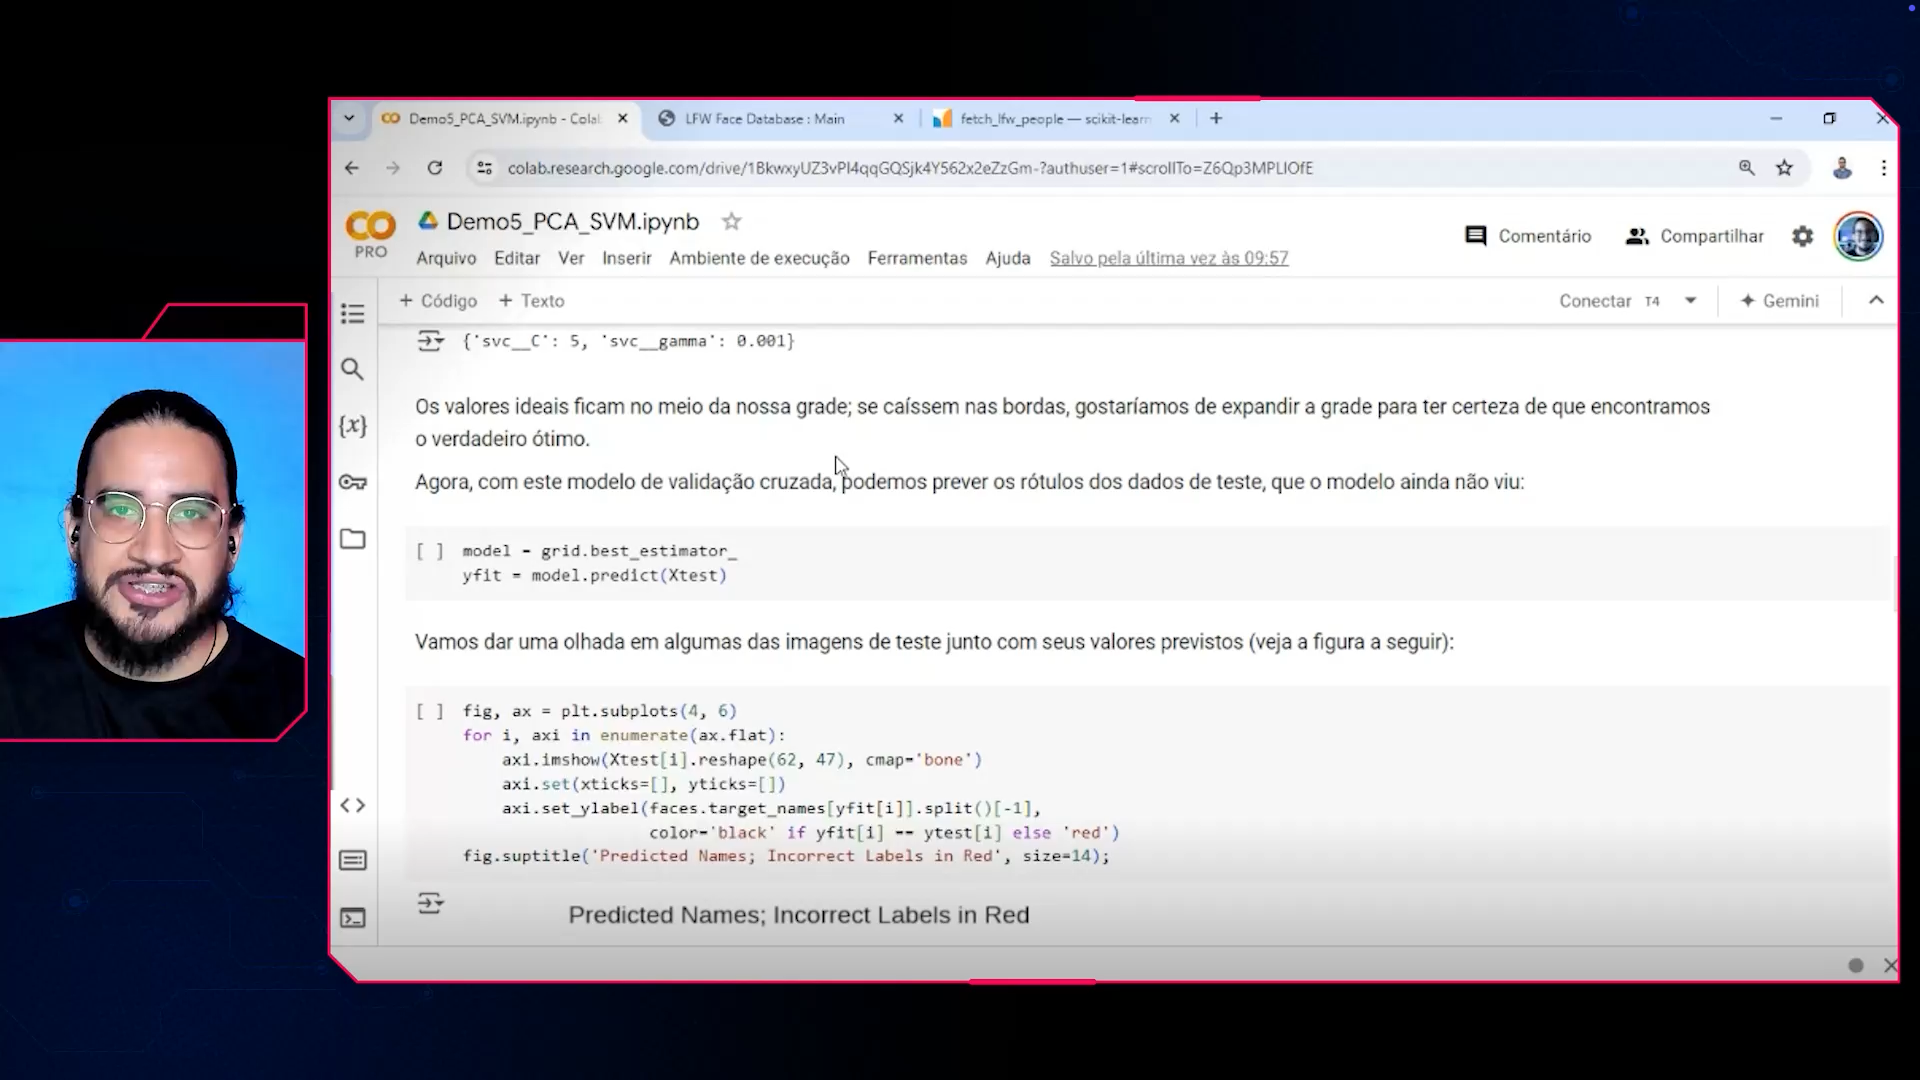 Demo5_PCA_SVM.ipynb - Colab
LFW Face Database : Main
fetch_lfw_people — scikit-learn
colab.research.google.com/drive/1BkwxyUZ3vPl4qqGQSjk4Y562x2eZzGm-?authuser=1#scrollTo=Z6Qp3MPLIOfE
CO
PRO
Demo5_PCA_SVM.ipynb
Comentário
Compartilhar
Arquivo Editar Ver Inserir Ambiente de execução Ferramentas Ajuda Salvo pela última vez às 09:57
+ Código + Texto
Conectar T4
Gemini
{'svc__C': 5, 'svc__gamma': 0.001}
Os valores ideais ficam no meio da nossa grade; se caíssem nas bordas, gostaríamos de expandir a grade para ter certeza de que encontramos
o verdadeiro ótimo.
Agora, com este modelo de validação cruzada, podemos prever os rótulos dos dados de teste, que o modelo ainda não viu:
[ ] model = grid.best_estimator_
yfit = model.predict(Xtest)
Vamos dar uma olhada em algumas das imagens de teste junto com seus valores previstos (veja a figura a seguir):
[ ] fig, ax = plt.subplots(4, 6)
for i, axi in enumerate(ax.flat):
axi.imshow(Xtest[i].reshape(62, 47), cmap='bone')
axi.set(xticks=[], yticks=[])
axi.set_ylabel(faces.target_names[yfit[i]].split()[-1],
color='black' if yfit[i] == ytest[i] else 'red')
fig.suptitle('Predicted Names; Incorrect Labels in Red', size=14);
Predicted Names; Incorrect Labels in Red